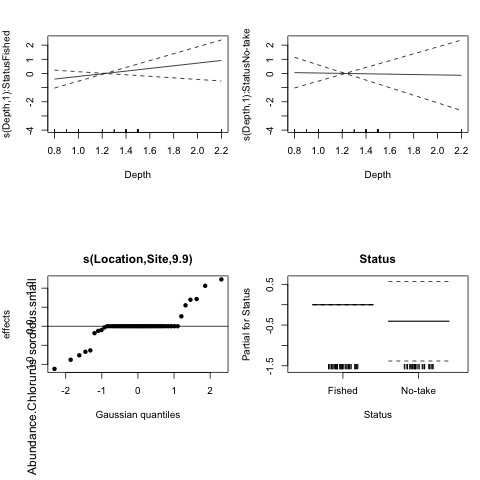 s(Depth,1):StatusFished
2
1
0
-2
-4
0.8 1.0 1.2 1.4 1.6 1.8 2.0 2.2
Depth
s(Depth,1):StatusNo-take
2
1
0
-2
-4
0.8 1.0 1.2 1.4 1.6 1.8 2.0 2.2
Depth
s(Location,Site,9.9)
effects
Abundance.Chlorurus.sordidus.small
-2 -1 0 1 2
Gaussian quantiles
Status
Partial for Status
0.5
-0.5
-1.5
Fished No-take
Status